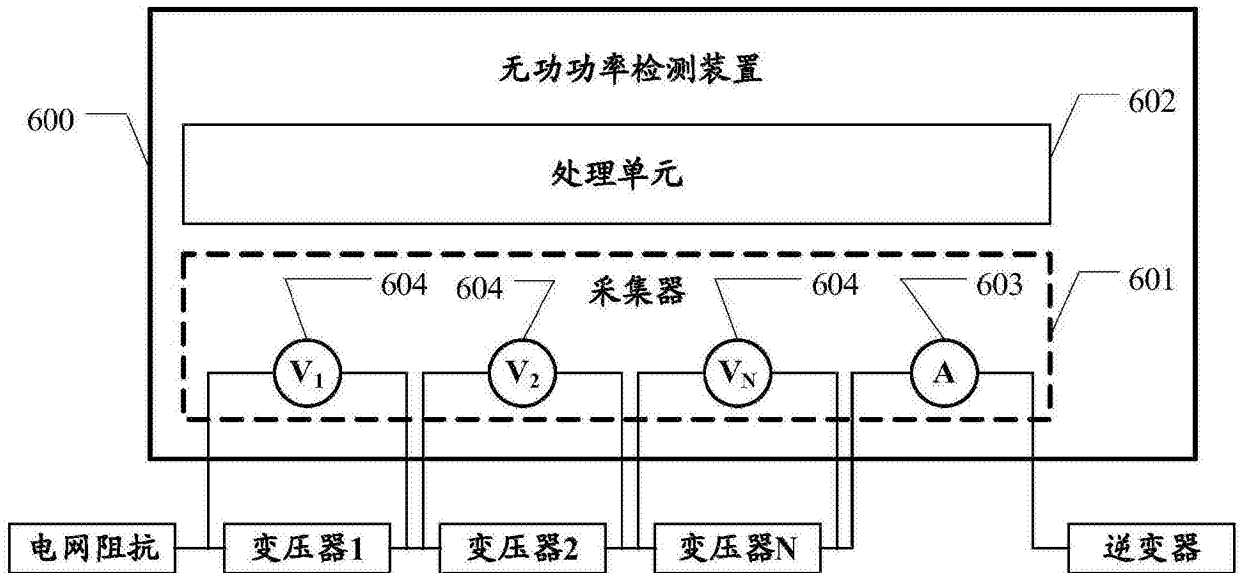 无功功率检测装置
600
602
处理单元
604
604
采集器
604
603
601
V1
V2
VN
A
电网阻抗
变压器1
变压器2
变压器N
逆变器